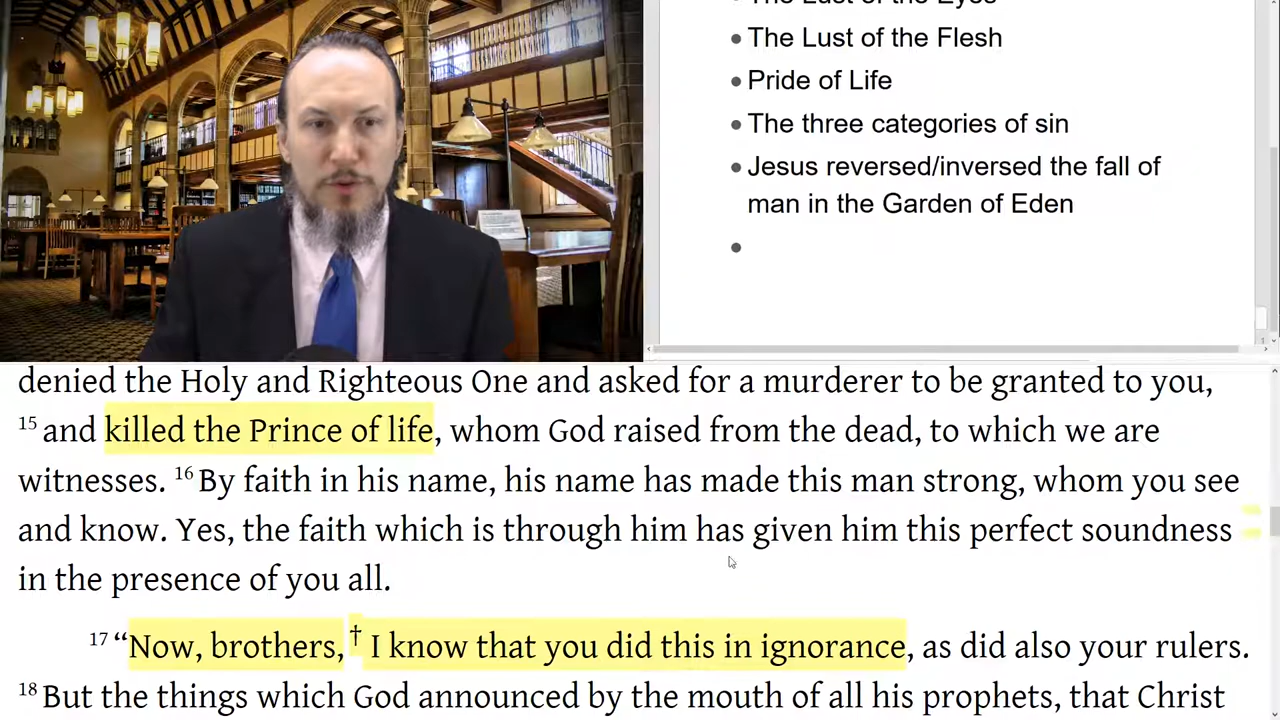 The Lust of the Eyes
• The Lust of the Flesh
• Pride of Life
• The three categories of sin
• Jesus reversed/inversed the fall of
man in the Garden of Eden
•
denied the Holy and Righteous One and asked for a murderer to be granted to you,
15 and killed the Prince of life, whom God raised from the dead, to which we are
witnesses. 16 By faith in his name, his name has made this man strong, whom you see
and know. Yes, the faith which is through him has given him this perfect soundness
in the presence of you all.
17 “Now, brothers,† I know that you did this in ignorance, as did also your rulers.
18 But the things which God announced by the mouth of all his prophets, that Christ